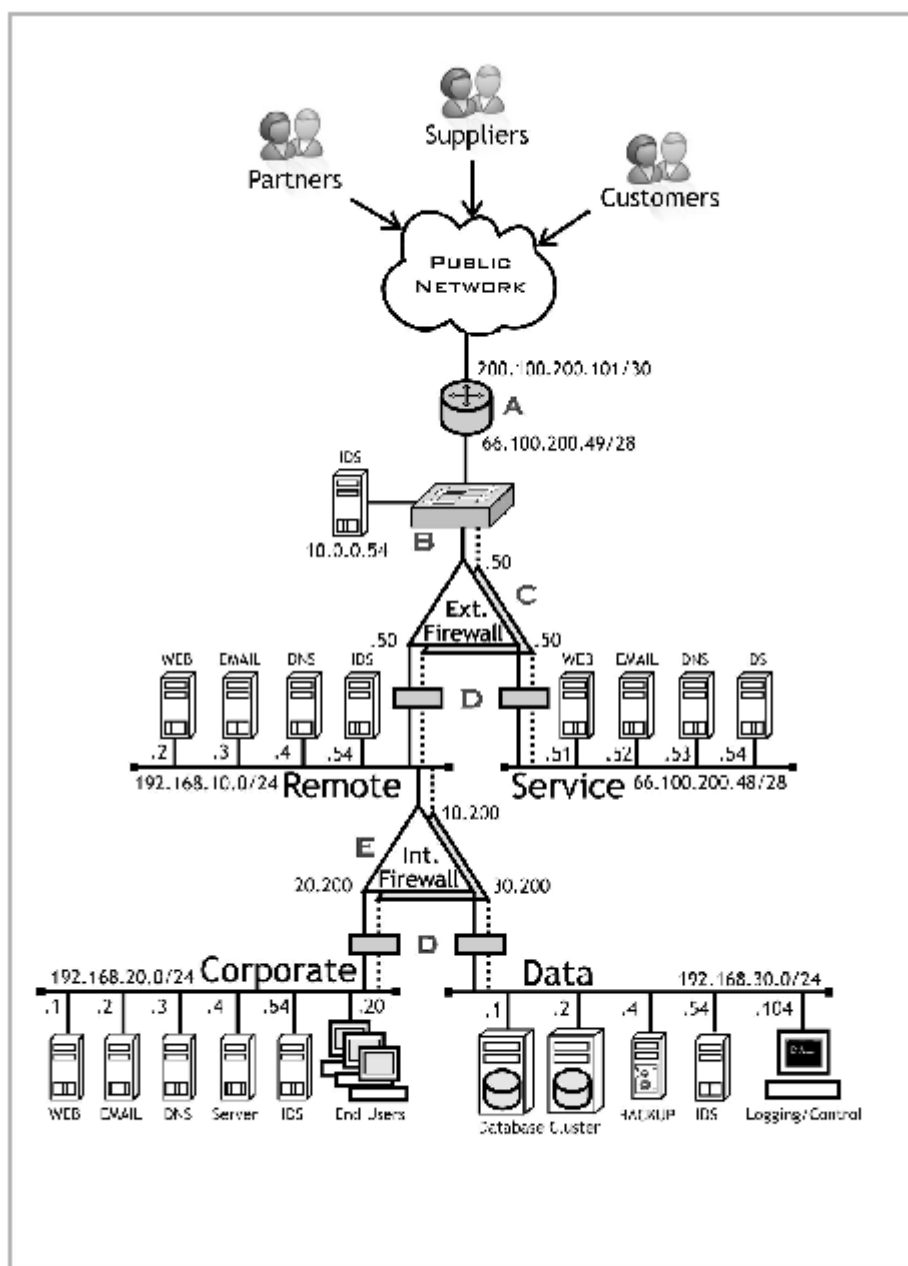 Suppliers
Partners
Customers
PUBLIC
NETWORK
200.100.200.101/30
A
66.100.200.49/28
IDS
10.0.0.54
B
.50
C
Ext.
Firewall
.50
.50
WEB EMAIL DNS IDS
WEB EMAIL DNS DS
D
.2 .3 .4 .54
.51 .52 .53 .54
192.168.10.0/24 Remote
Service 66.100.200.48/28
10.200
E
Int.
Firewall
20.200
30.200
D
192.168.20.0/24 Corporate
Data 192.168.30.0/24
.1 .2 .3 .4 .54 .20
.1 .2 .4 .54 .104
WEB EMAIL DNS Server IDS End Users
Database Cluster BACKUP IDS Logging/Control